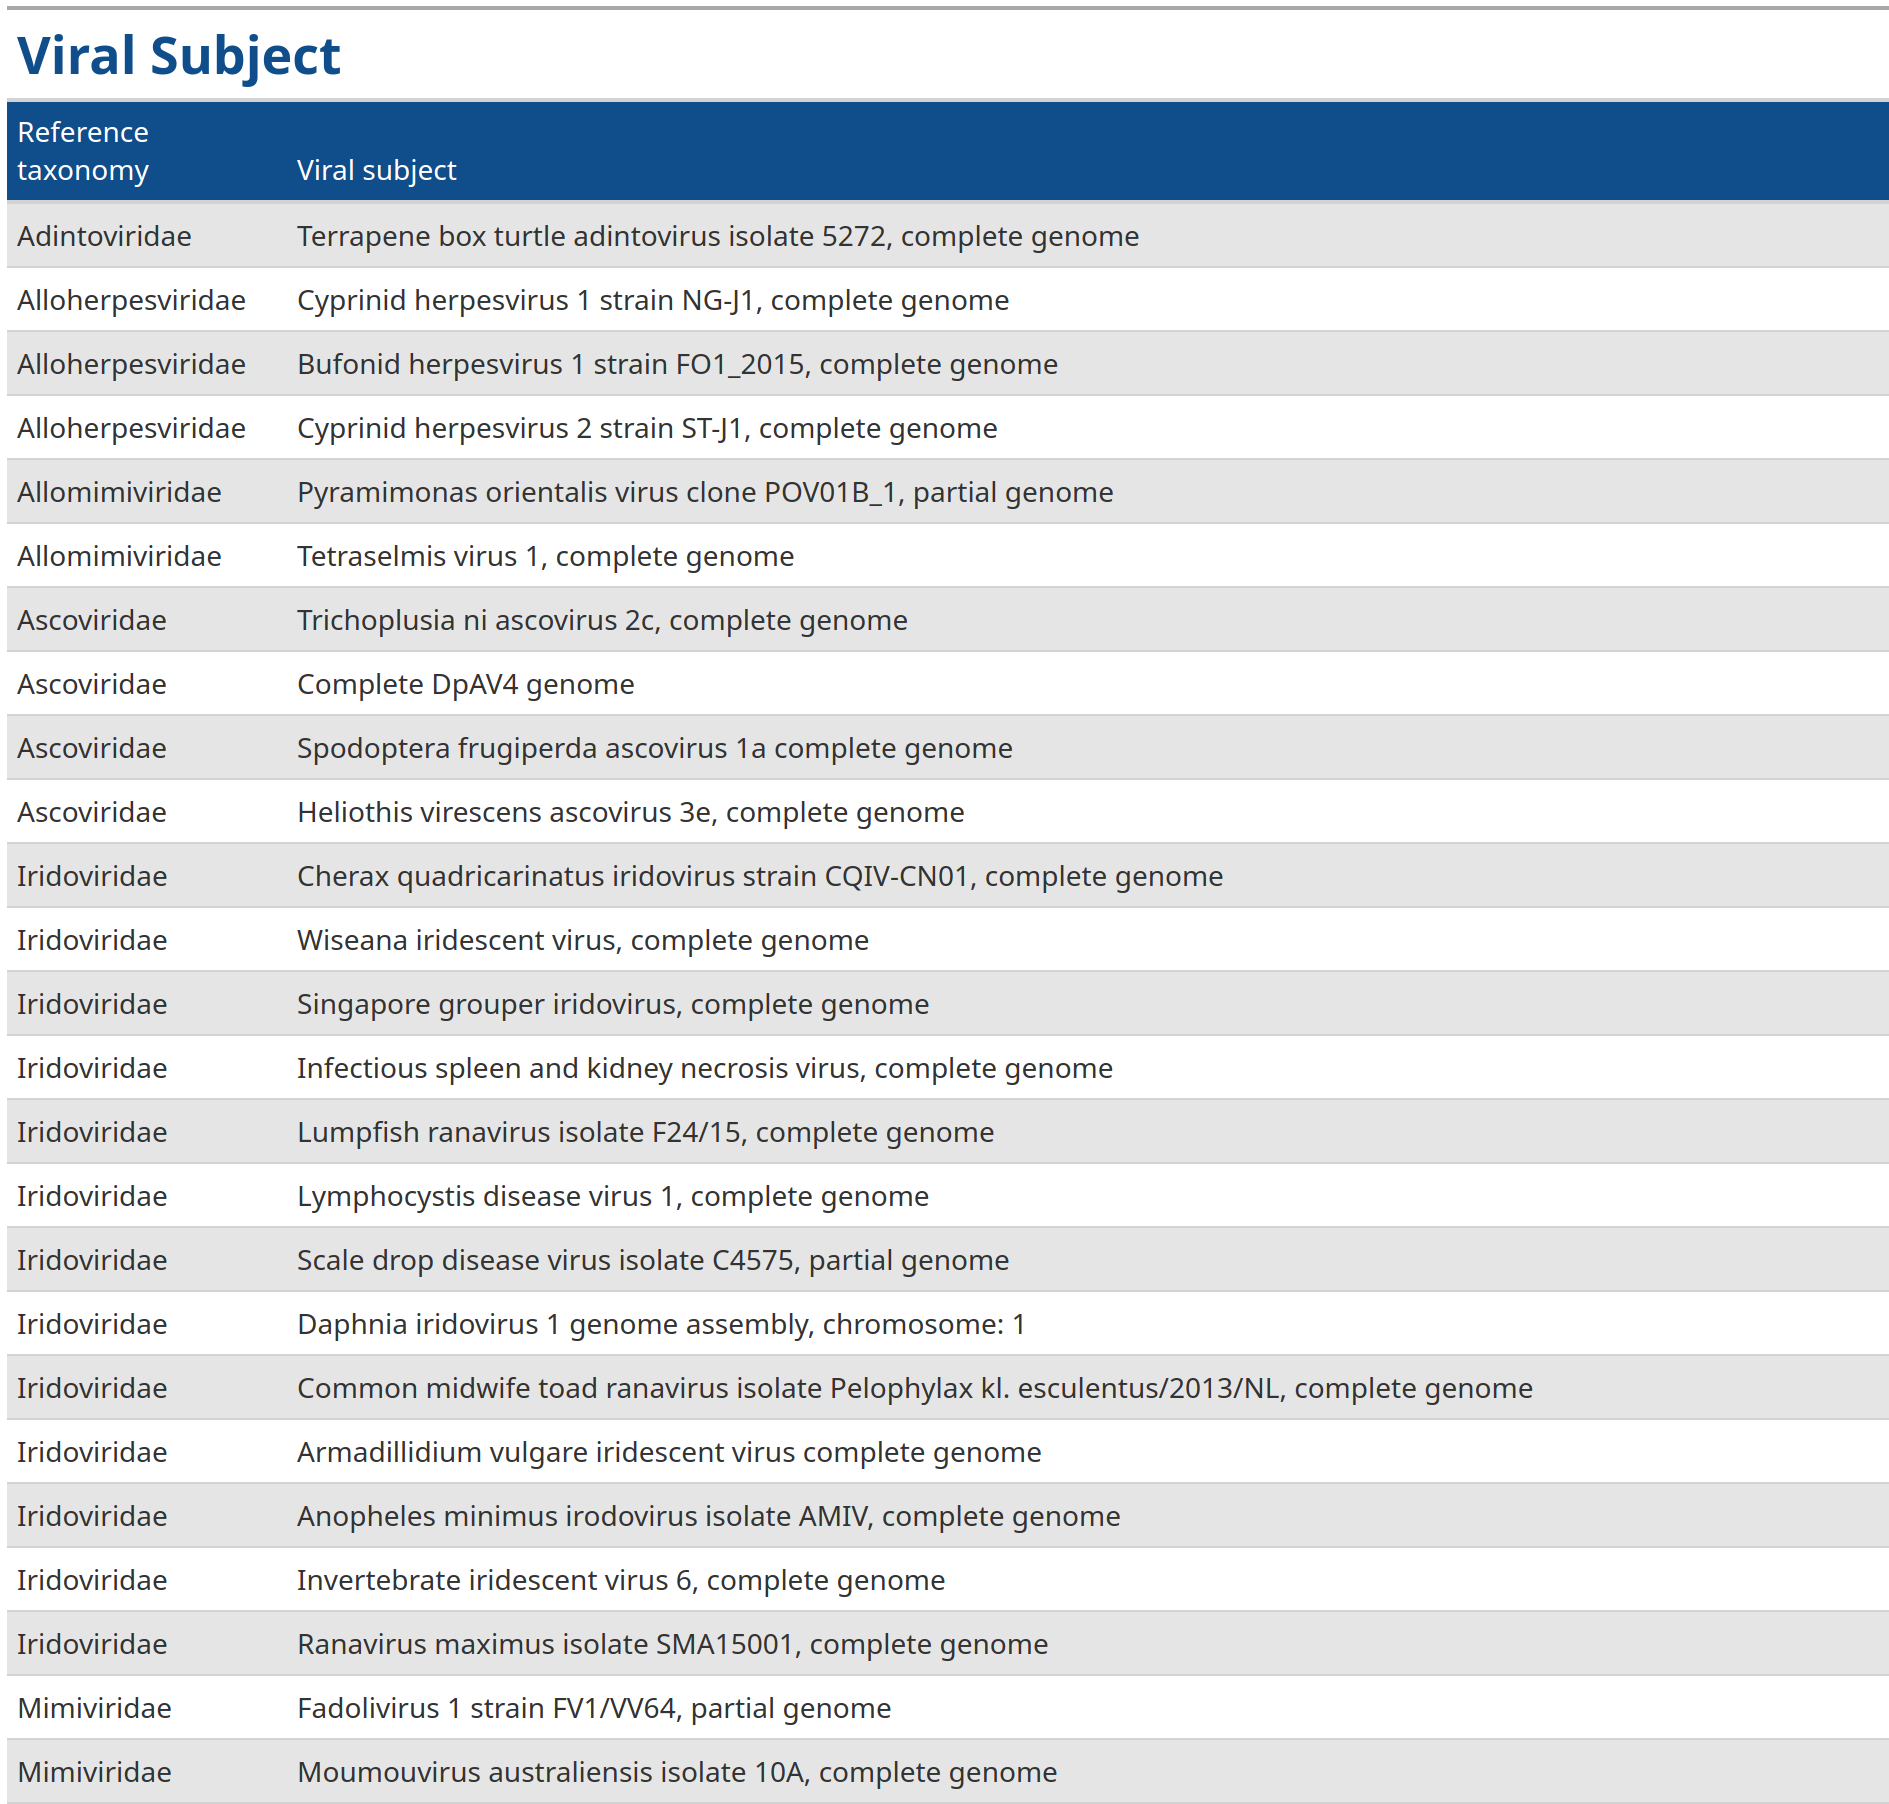 Viral Subject
Reference
taxonomy Viral subject
Adintoviridae Terrapene box turtle adintovirus isolate 5272, complete genome
Alloherpesviridae Cyprinid herpesvirus 1 strain NG-J1, complete genome
Alloherpesviridae Bufonid herpesvirus 1 strain FO1_2015, complete genome
Alloherpesviridae Cyprinid herpesvirus 2 strain ST-J1, complete genome
Allomimiviridae Pyramimonas orientalis virus clone POV01B_1, partial genome
Allomimiviridae Tetraselmis virus 1, complete genome
Ascoviridae Trichoplusia ni ascovirus 2c, complete genome
Ascoviridae Complete DpAV4 genome
Ascoviridae Spodoptera frugiperda ascovirus 1a complete genome
Ascoviridae Heliothis virescens ascovirus 3e, complete genome
Iridoviridae Cherax quadricarinatus iridovirus strain CQIV-CN01, complete genome
Iridoviridae Wiseana iridescent virus, complete genome
Iridoviridae Singapore grouper iridovirus, complete genome
Iridoviridae Infectious spleen and kidney necrosis virus, complete genome
Iridoviridae Lumpfish ranavirus isolate F24/15, complete genome
Iridoviridae Lymphocystis disease virus 1, complete genome
Iridoviridae Scale drop disease virus isolate C4575, partial genome
Iridoviridae Daphnia iridovirus 1 genome assembly, chromosome: 1
Iridoviridae Common midwife toad ranavirus isolate Pelophylax kl. esculentus/2013/NL, complete genome
Iridoviridae Armadillidium vulgare iridescent virus complete genome
Iridoviridae Anopheles minimus irodovirus isolate AMIV, complete genome
Iridoviridae Invertebrate iridescent virus 6, complete genome
Iridoviridae Ranavirus maximus isolate SMA15001, complete genome
Mimiviridae Fadolivirus 1 strain FV1/VV64, partial genome
Mimiviridae Moumouvirus australiensis isolate 10A, complete genome